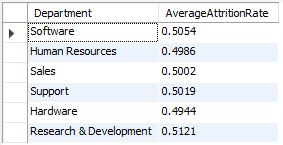 Department AverageAttritionRate
Software 0.5054
Human Resources 0.4986
Sales 0.5002
Support 0.5019
Hardware 0.4944
Research & Development 0.5121